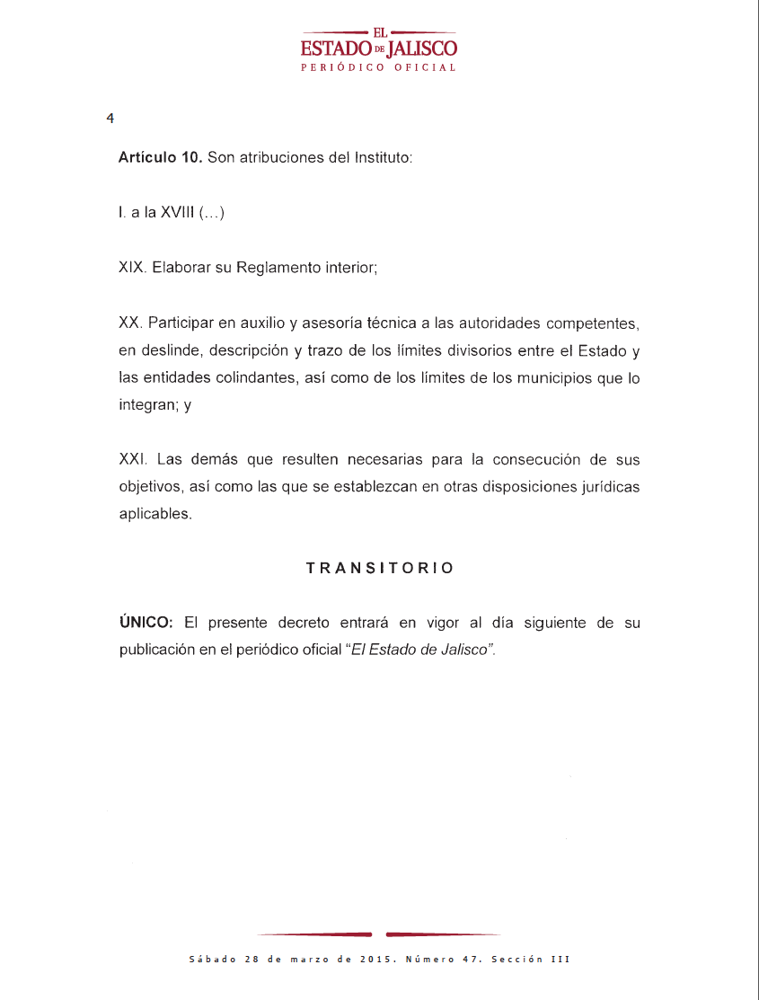 EL
ESTADO DE JALISCO
PERIÓDICO OFICIAL
4
Artículo 10. Son atribuciones del Instituto:
I. a la XVIII (…)
XIX. Elaborar su Reglamento interior;
XX. Participar en auxilio y asesoría técnica a las autoridades competentes,
en deslinde, descripción y trazo de los límites divisorios entre el Estado y
las entidades colindantes, así como de los límites de los municipios que lo
integran; y
XXI. Las demás que resulten necesarias para la consecución de sus
objetivos, así como las que se establezcan en otras disposiciones jurídicas
aplicables.
TRANSITORIO
ÚNICO: El presente decreto entrará en vigor al día siguiente de su
publicación en el periódico oficial “El Estado de Jalisco”.
Sábado 28 de marzo de 2015. Número 47. Sección III